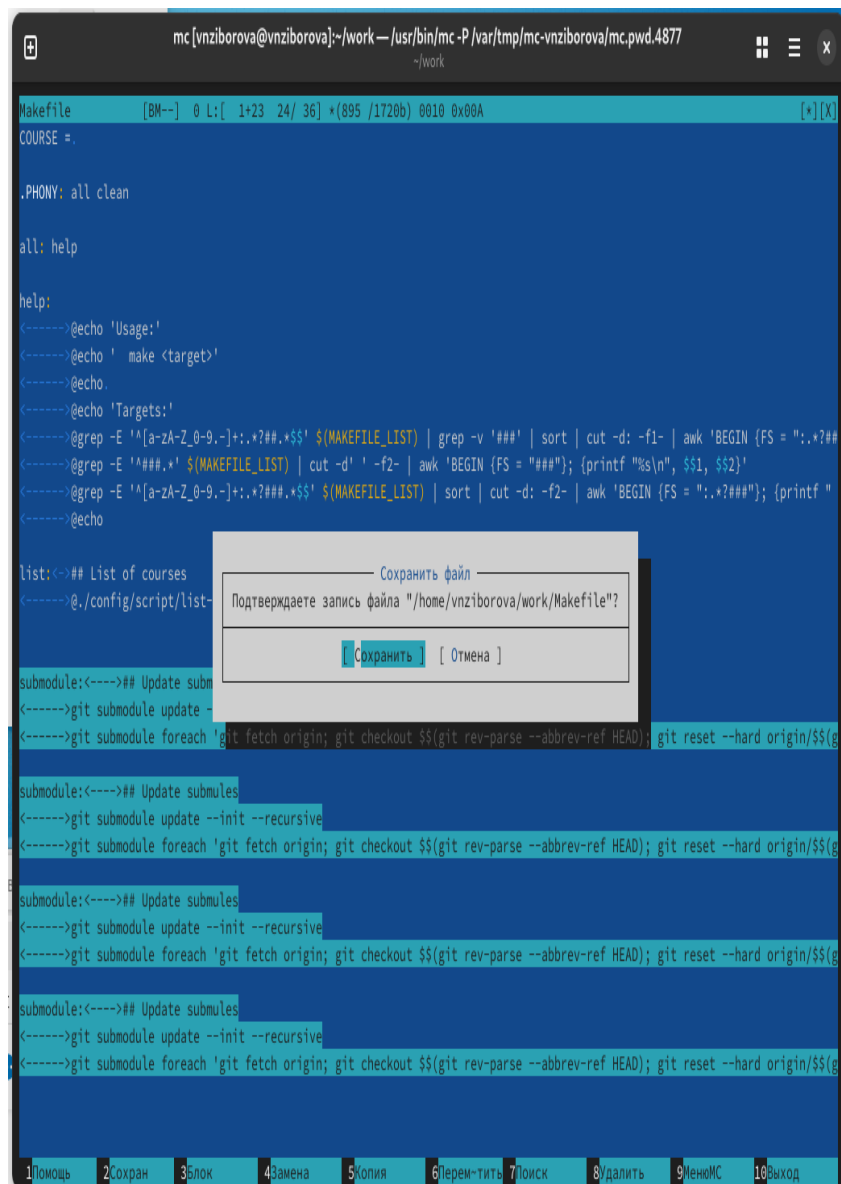 mc [vnziborova@vnziborova]:~/work — /usr/bin/mc -P /var/tmp/mc-vnziborova/mc.pwd.4877
~/work
Makefile [BM--] 0 L:[ 1+23 24/ 36] *(895 /1720b) 0010 0x00A [*][X]
COURSE =.
.PHONY: all clean
all: help
help:
<------>@echo 'Usage:'
<------>@echo '  make <target>'
<------>@echo.
<------>@echo 'Targets:'
<------>@grep -E '^[a-zA-Z_0-9.-]+:.*?##.*$$' $(MAKEFILE_LIST) | grep -v '###' | sort | cut -d: -f1- | awk 'BEGIN {FS = ":.*?##
<------>@grep -E '^###.*' $(MAKEFILE_LIST) | cut -d' ' -f2- | awk 'BEGIN {FS = "###"}; {printf "%s\n", $$1, $$2}'
<------>@grep -E '^[a-zA-Z_0-9.-]+:.*?###.*$$' $(MAKEFILE_LIST) | sort | cut -d: -f2- | awk 'BEGIN {FS = ":.*?###"}; {printf "
<------>@echo
list:<->## List of courses
<------>@./config/script/list-
Сохранить файл
Подтверждаете запись файла "/home/vnziborova/work/Makefile"?
[ Сохранить ] [ Отмена ]
submodule:<---->## Update subm
<------>git submodule update -
<------>git submodule foreach 'git fetch origin; git checkout $$(git rev-parse --abbrev-ref HEAD); git reset --hard origin/$$(g
submodule:<---->## Update submules
<------>git submodule update --init --recursive
<------>git submodule foreach 'git fetch origin; git checkout $$(git rev-parse --abbrev-ref HEAD); git reset --hard origin/$$(g
submodule:<---->## Update submules
<------>git submodule update --init --recursive
<------>git submodule foreach 'git fetch origin; git checkout $$(git rev-parse --abbrev-ref HEAD); git reset --hard origin/$$(g
submodule:<---->## Update submules
<------>git submodule update --init --recursive
<------>git submodule foreach 'git fetch origin; git checkout $$(git rev-parse --abbrev-ref HEAD); git reset --hard origin/$$(g
1Помощь 2Сохран 3Блок 4Замена 5Копия 6Перем~тить 7Поиск 8Удалить 9МенюMC 10Выход